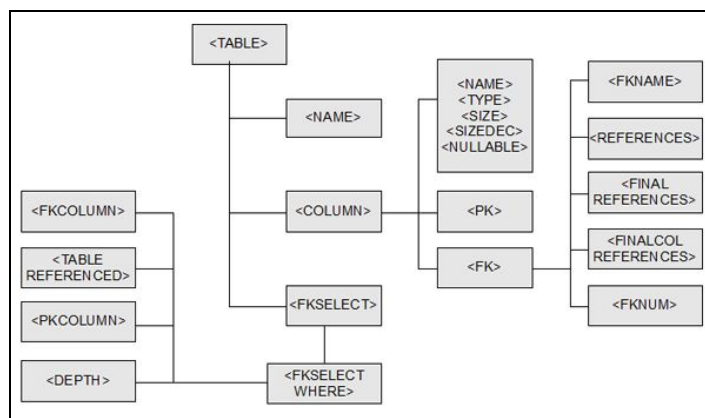 <TABLE>
<NAME>
<COLUMN>
<FKSELECT>
<FKSELECT
WHERE>
<FKCOLUMN>
<TABLE
REFERENCED>
<PKCOLUMN>
<DEPTH>
<NAME>
<TYPE>
<SIZE>
<SIZEDEC>
<NULLABLE>
<PK>
<FK>
<FKNAME>
<REFERENCES>
<FINAL
REFERENCES>
<FINALCOL
REFERENCES>
<FKNUM>